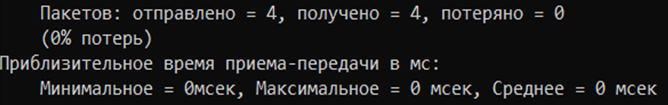 Пакетов: отправлено = 4, получено = 4, потеряно = 0
(0% потерь)
Приблизительное время приема-передачи в мс:
Минимальное = 0мсек, Максимальное = 0 мсек, Среднее = 0 мсек